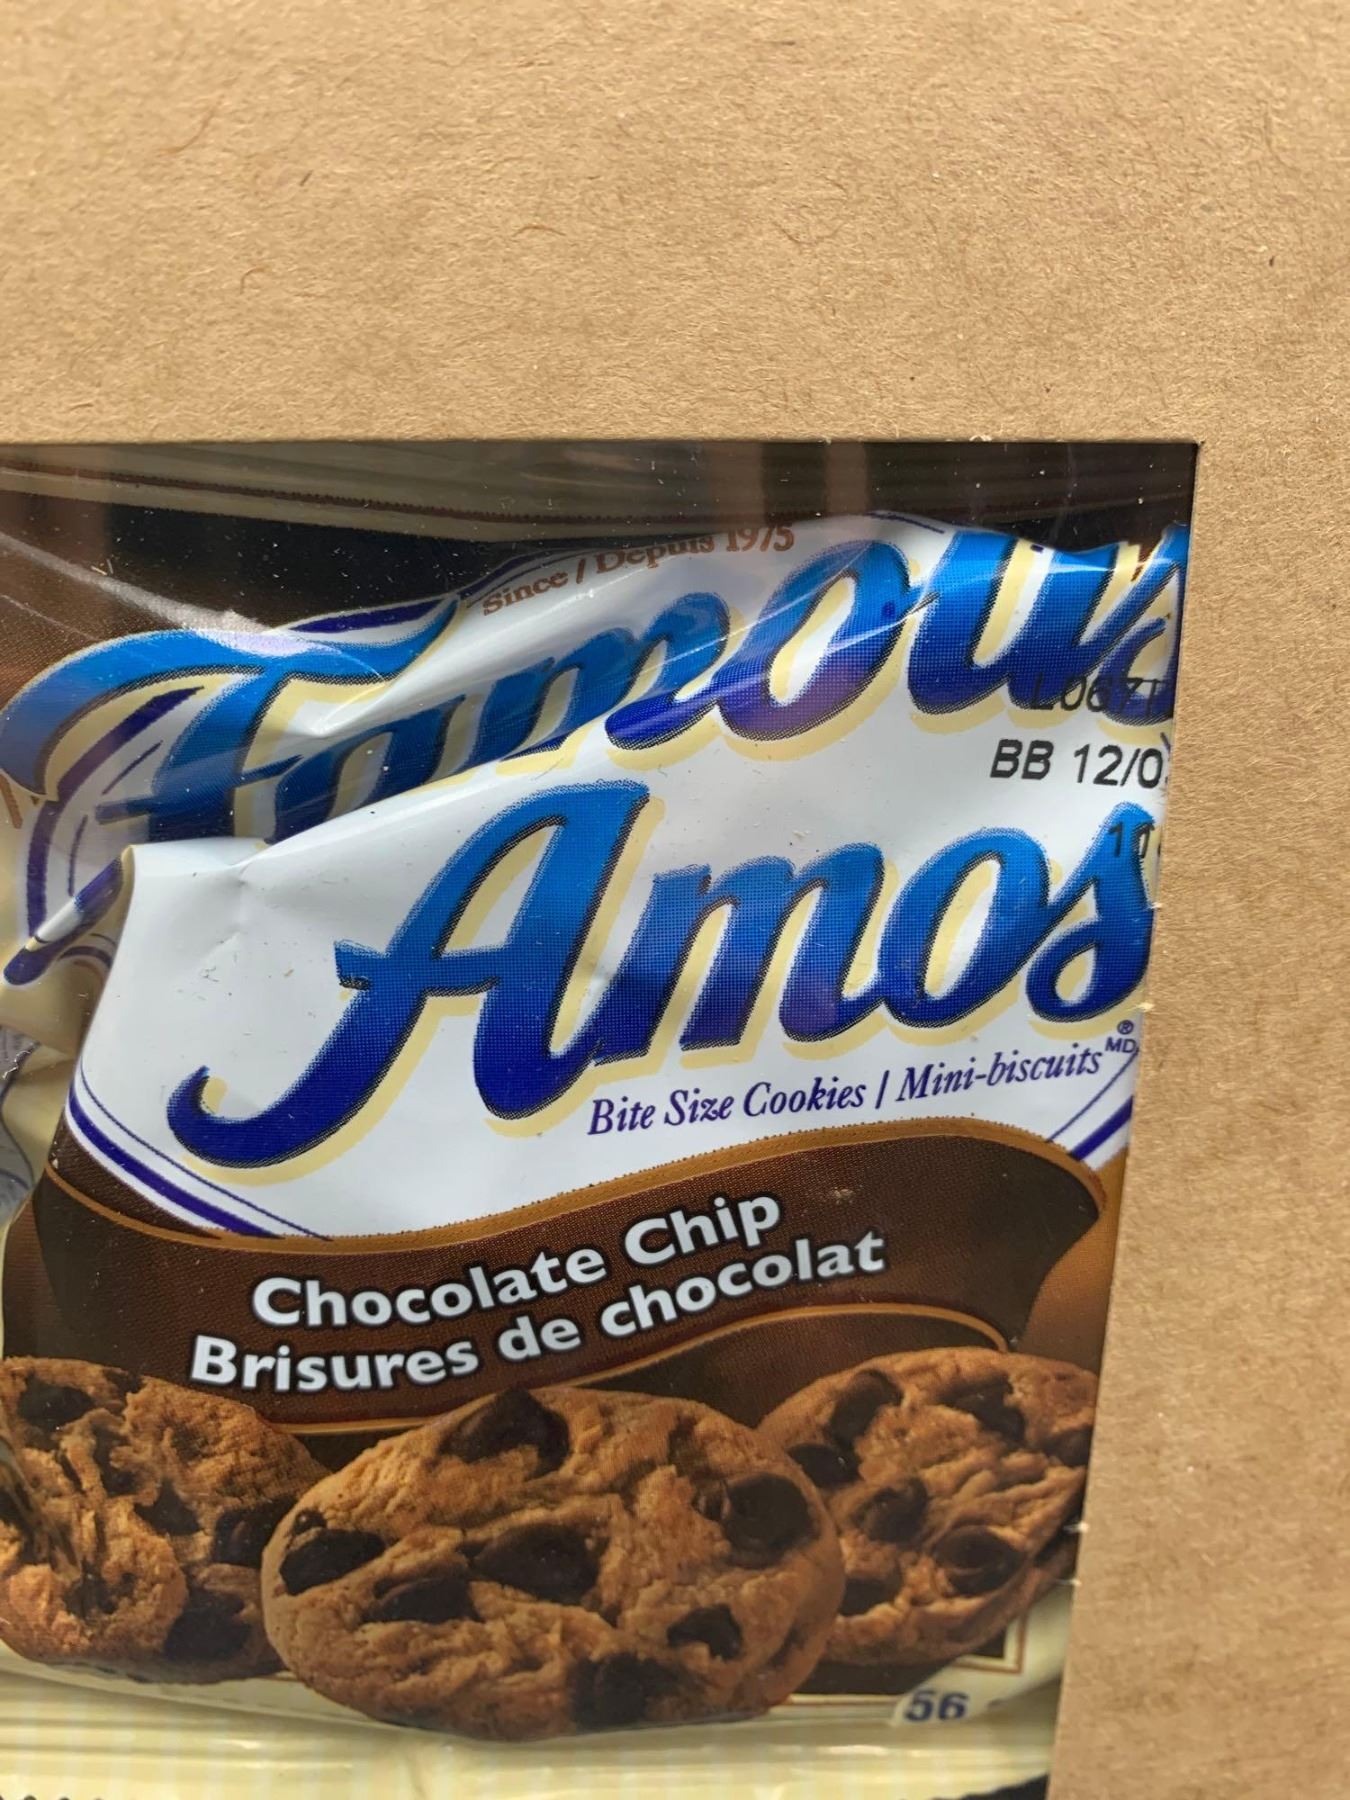 Since / Depuis 1975
Famous
BB 12/0
Amos
® MD
Bite Size Cookies / Mini-biscuits
Chocolate Chip
Brisures de chocolat
56